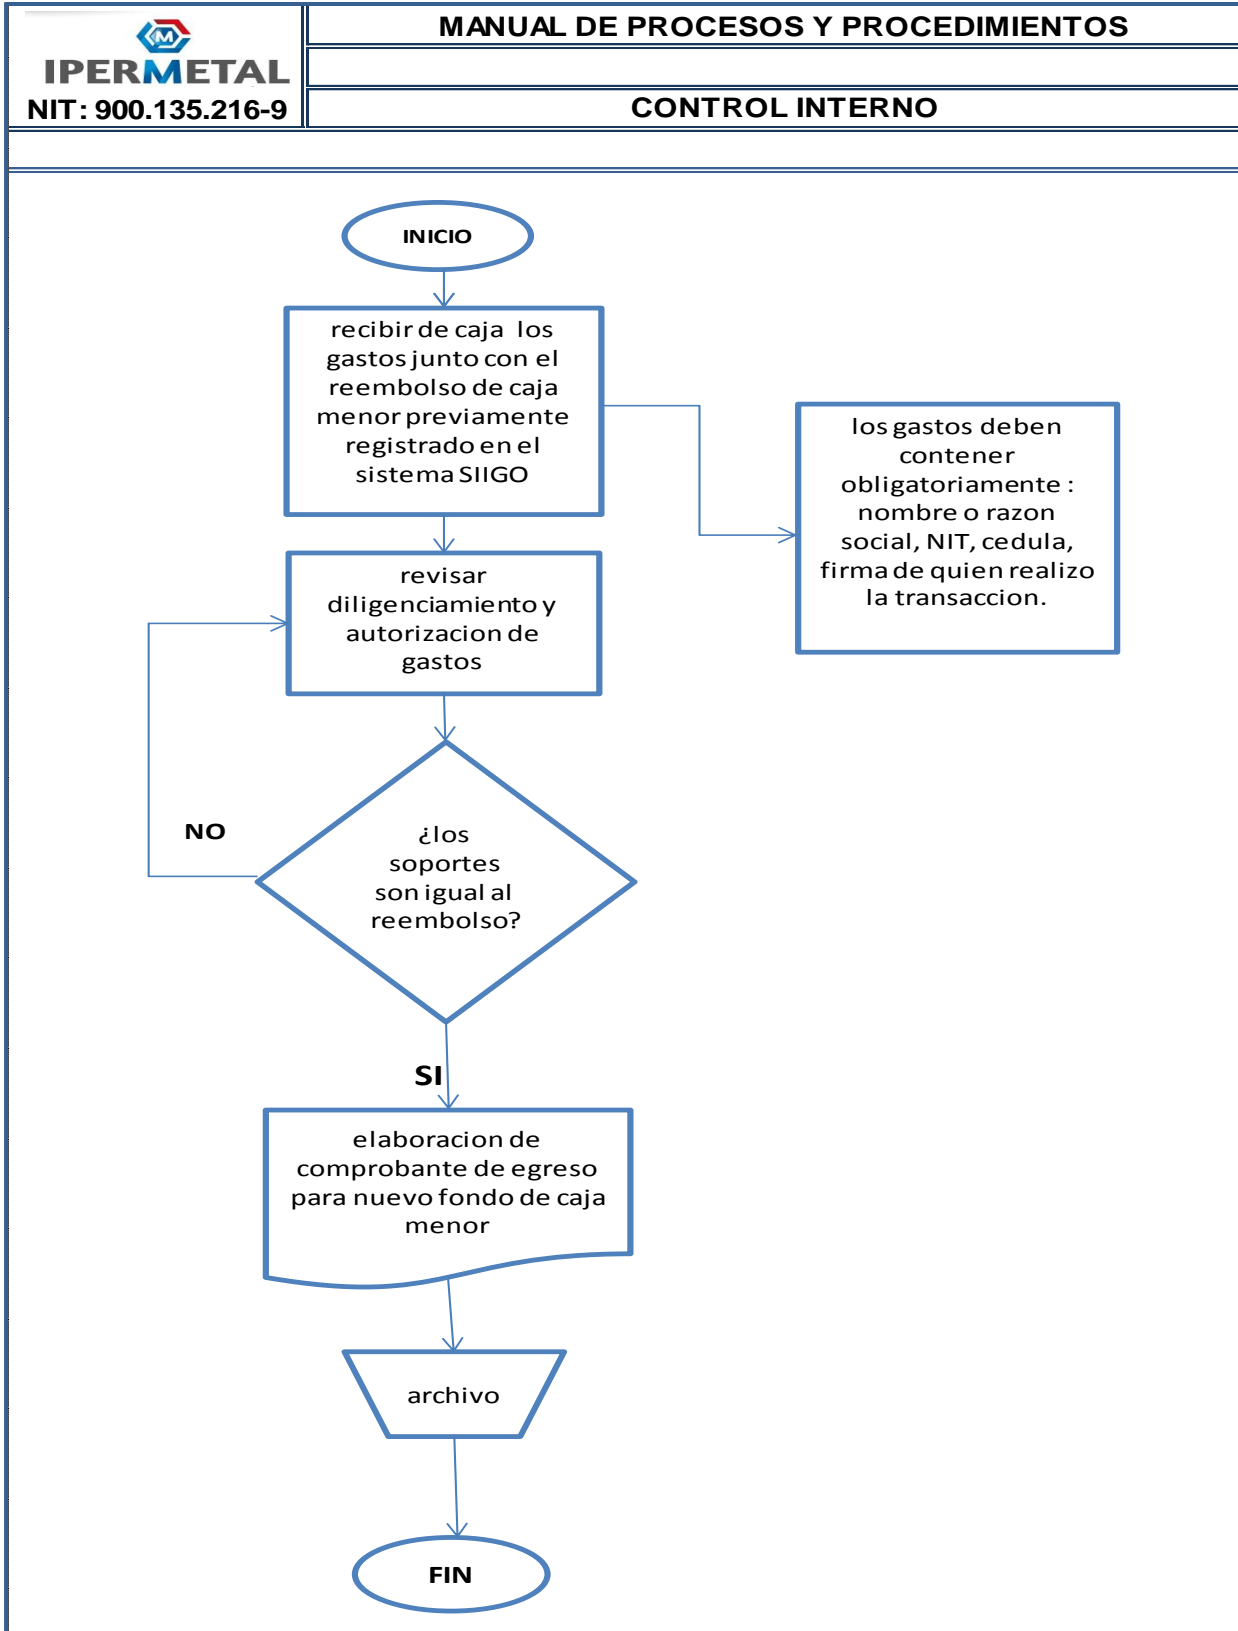 MANUAL DE PROCESOS Y PROCEDIMIENTOS
M
IPERMETAL
NIT: 900.135.216-9
CONTROL INTERNO
INICIO
recibir de caja los
gastos junto con el
reembolso de caja
menor previamente
registrado en el
sistema SIIGO
los gastos deben
contener
obligatoriamente :
nombre o razon
social, NIT, cedula,
firma de quien realizo
la transaccion.
revisar
diligenciamiento y
autorizacion de
gastos
NO
¿los
soportes
son igual al
reembolso?
SI
elaboracion de
comprobante de egreso
para nuevo fondo de caja
menor
archivo
FIN